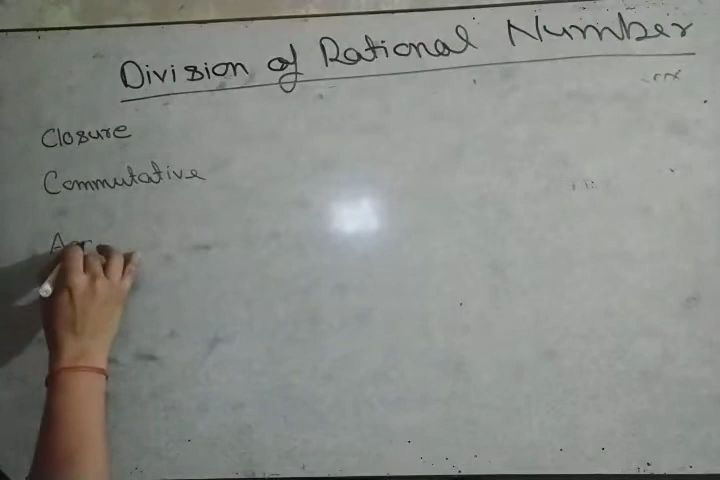 Division of Rational Number
Closure
Commutative